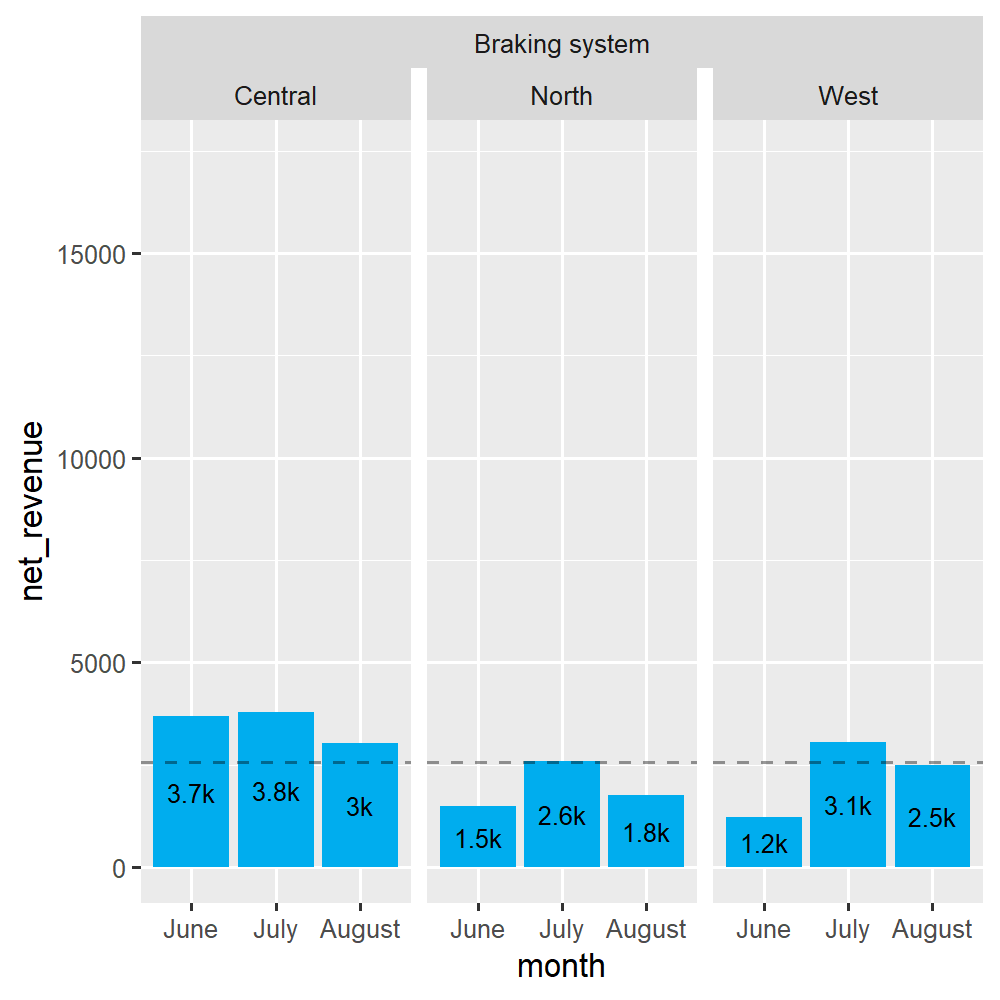 Braking system
Central North West
15000
10000
5000
0
net_revenue
3.7k 3.8k 3k 1.5k 2.6k 1.8k 1.2k 3.1k 2.5k
June July August June July August June July August
month